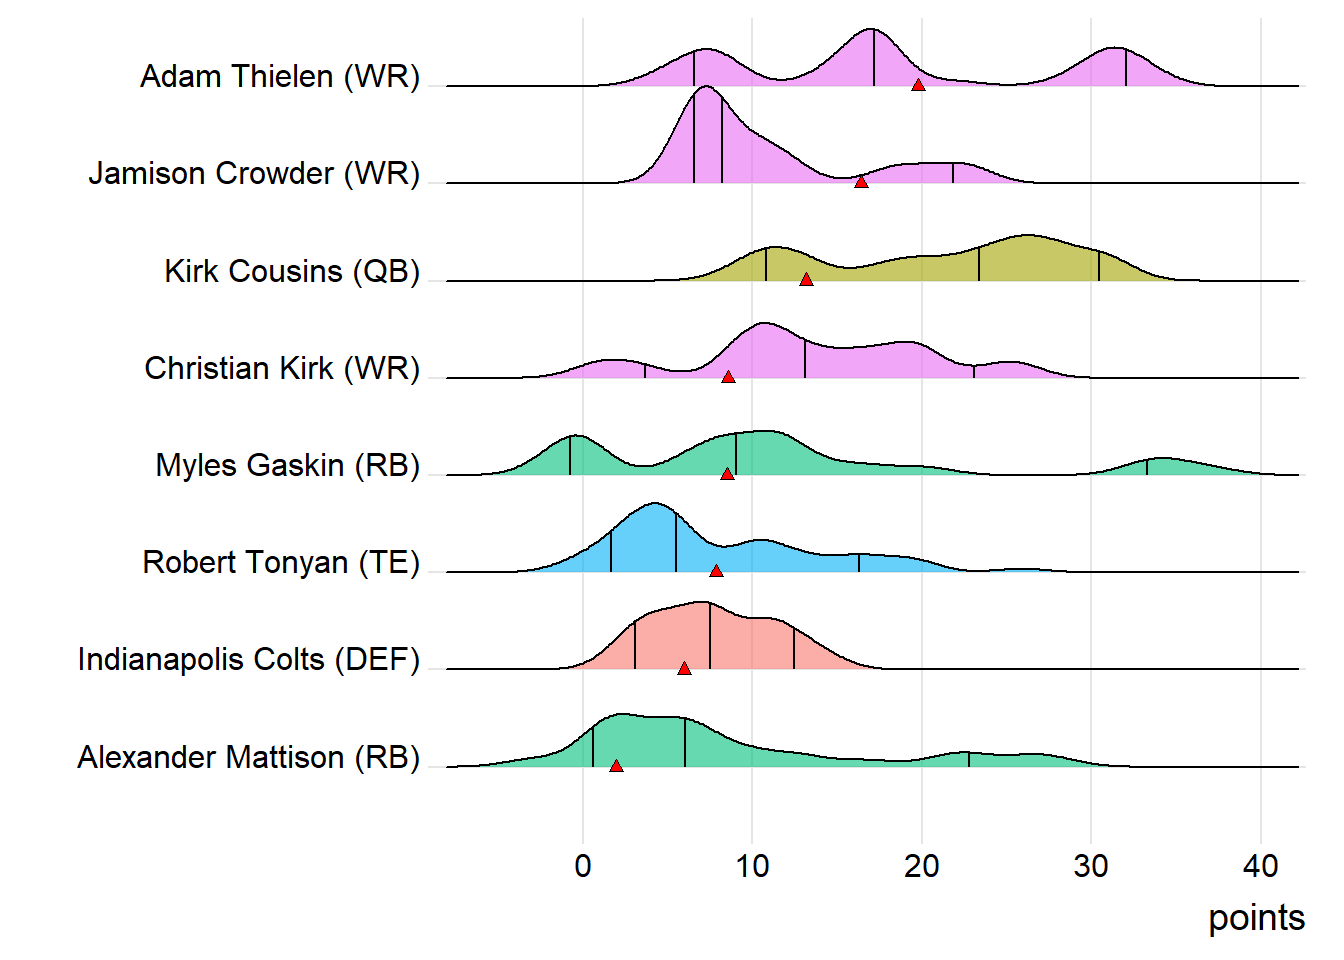 Adam Thielen (WR)
Jamison Crowder (WR)
Kirk Cousins (QB)
Christian Kirk (WR)
Myles Gaskin (RB)
Robert Tonyan (TE)
Indianapolis Colts (DEF)
Alexander Mattison (RB)
0 10 20 30 40
points